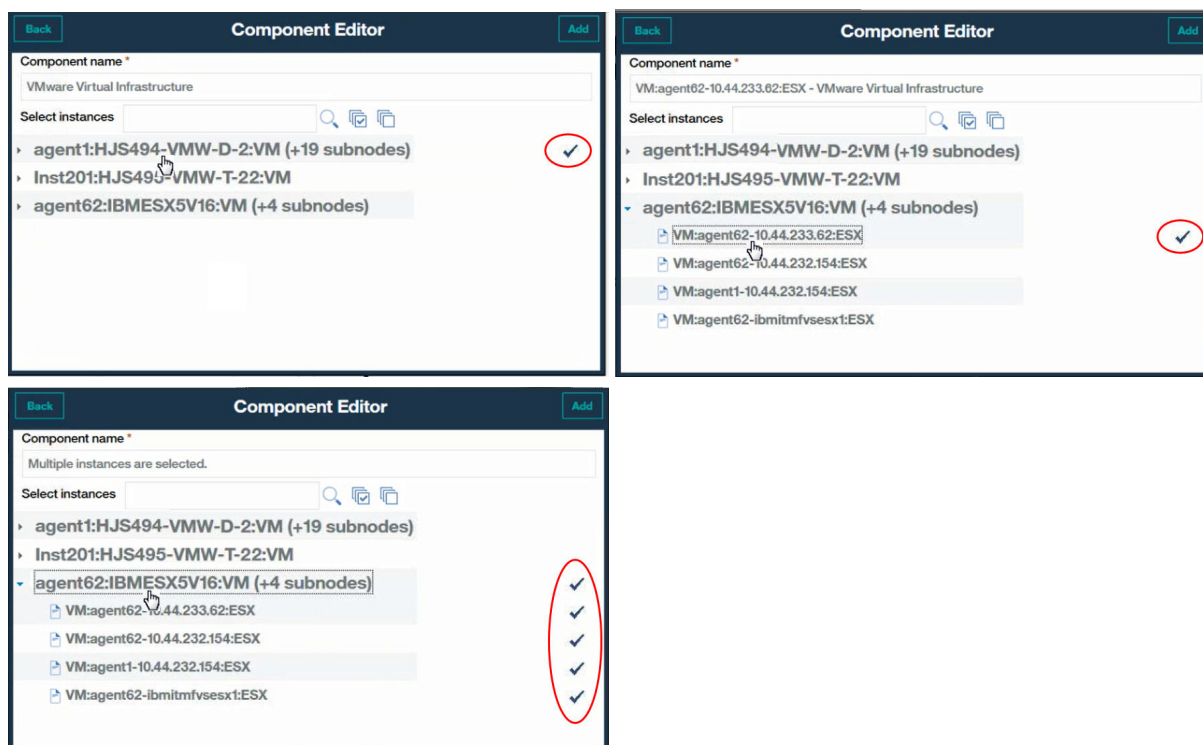 Back Component Editor Add
Component name *
VMware Virtual Infrastructure
Select instances
agent1:HJS494-VMW-D-2:VM (+19 subnodes)
Inst201:HJS495-VMW-T-22:VM
agent62:IBMESX5V16:VM (+4 subnodes)
Back Component Editor Add
Component name *
VM:agent62-10.44.233.62:ESX - VMware Virtual Infrastructure
Select instances
agent1:HJS494-VMW-D-2:VM (+19 subnodes)
Inst201:HJS495-VMW-T-22:VM
agent62:IBMESX5V16:VM (+4 subnodes)
VM:agent62-10.44.233.62:ESX
VM:agent62-10.44.232.154:ESX
VM:agent1-10.44.232.154:ESX
VM:agent62-ibmitmfvsesx1:ESX
Back Component Editor Add
Component name *
Multiple instances are selected.
Select instances
agent1:HJS494-VMW-D-2:VM (+19 subnodes)
Inst201:HJS495-VMW-T-22:VM
agent62:IBMESX5V16:VM (+4 subnodes)
VM:agent62-10.44.233.62:ESX
VM:agent62-10.44.232.154:ESX
VM:agent1-10.44.232.154:ESX
VM:agent62-ibmitmfvsesx1:ESX